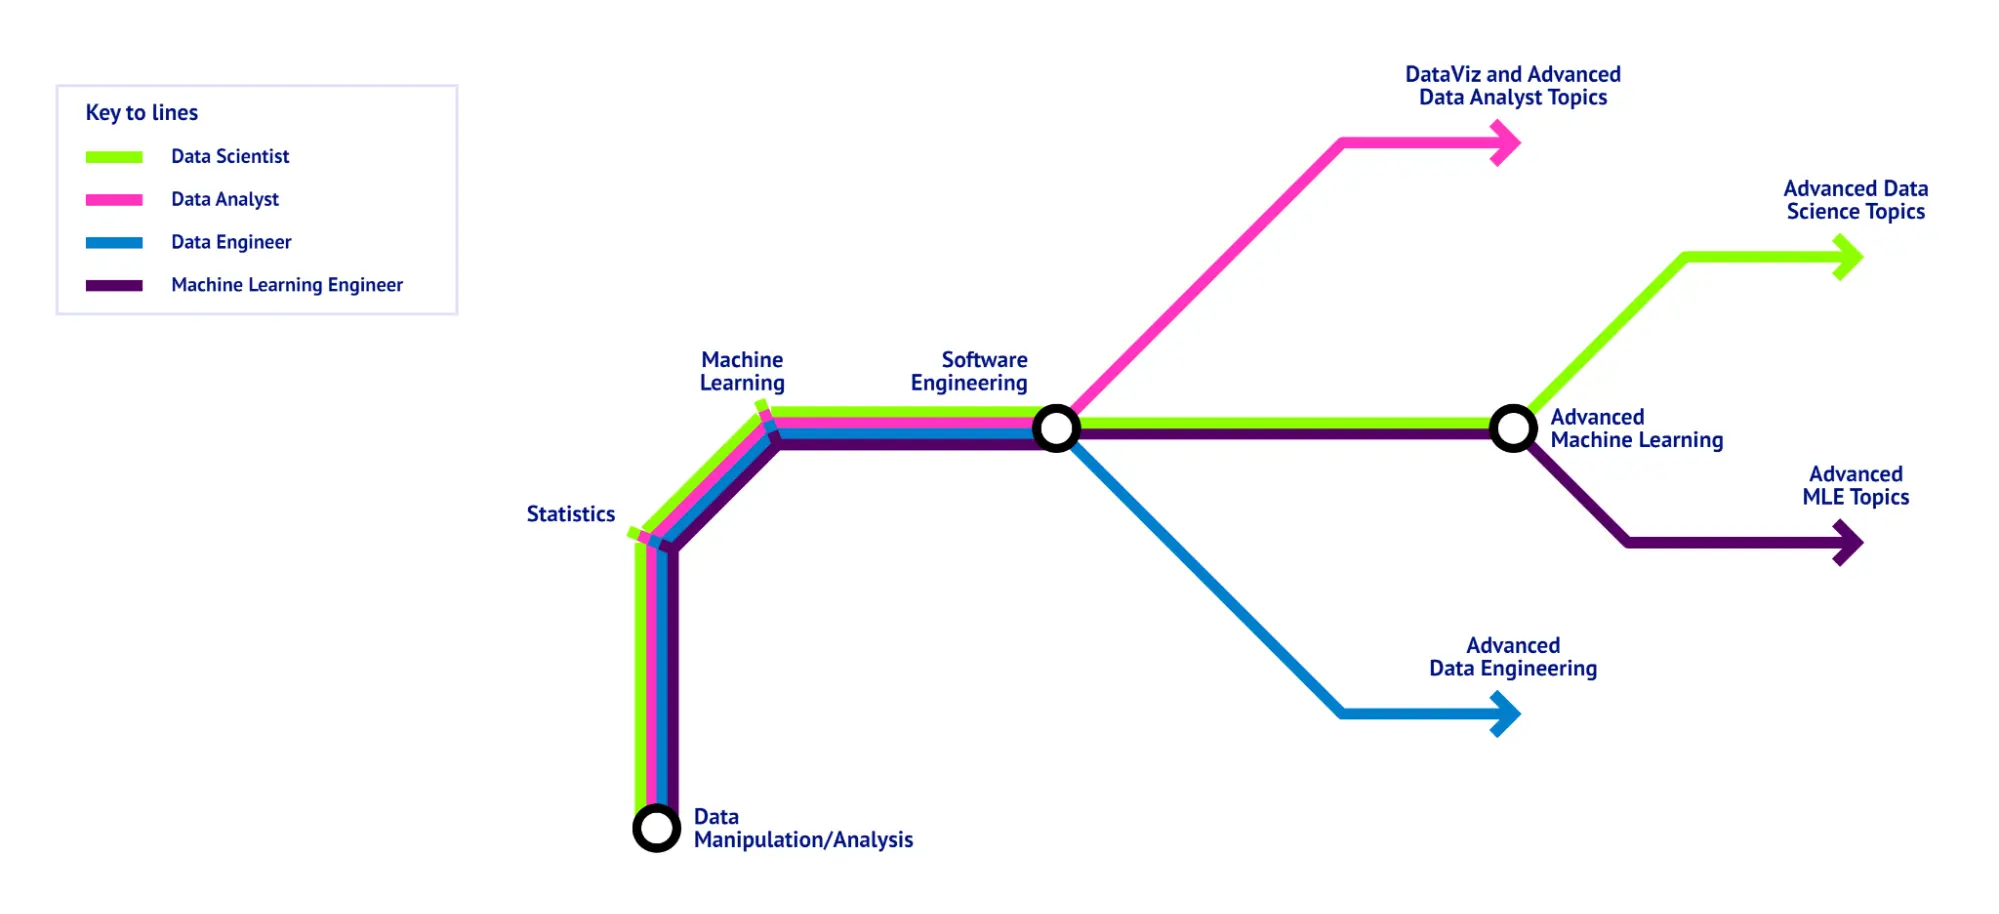 Key to lines
Data Scientist
Data Analyst
Data Engineer
Machine Learning Engineer
DataViz and Advanced
Data Analyst Topics
Advanced Data
Science Topics
Machine
Learning
Software
Engineering
Advanced
Machine Learning
Advanced
MLE Topics
Statistics
Advanced
Data Engineering
Data
Manipulation/Analysis